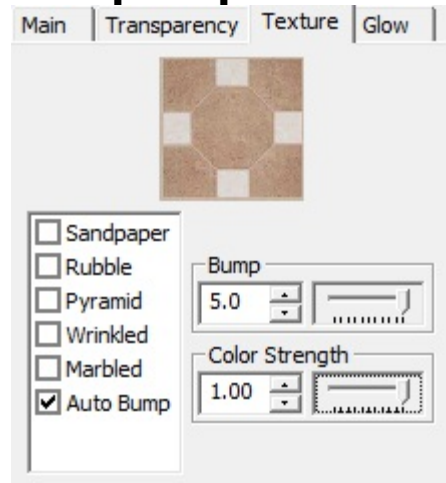 Main Transparency Texture Glow
Sandpaper
Rubble
Pyramid
Wrinkled
Marbled
Auto Bump
Bump
5.0
Color Strength
1.00